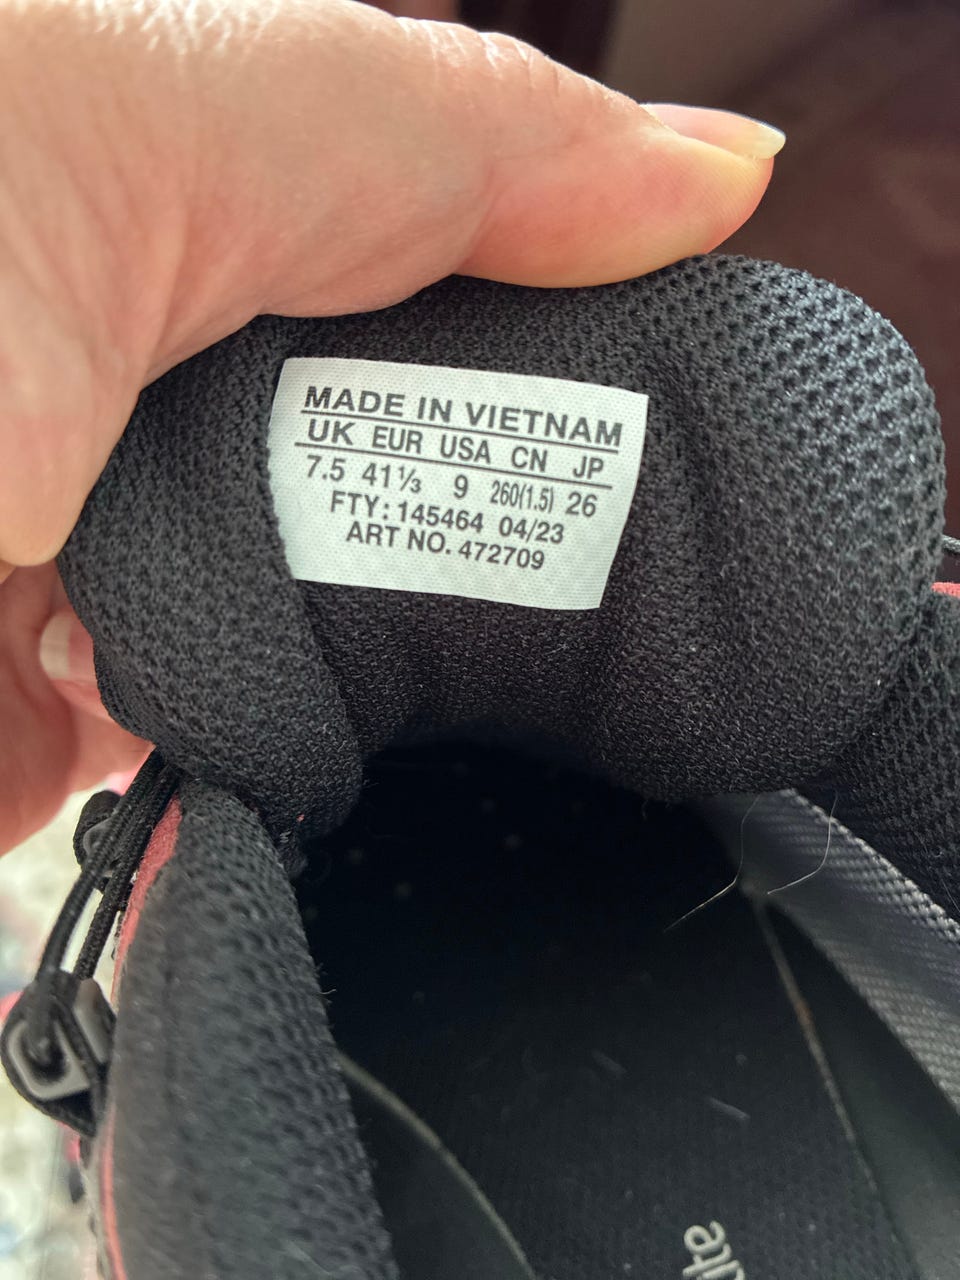 MADE IN VIETNAM
UK EUR USA CN JP
7.5 41⅓ 9 260(1.5) 26
FTY: 145464 04/23
ART NO. 472709